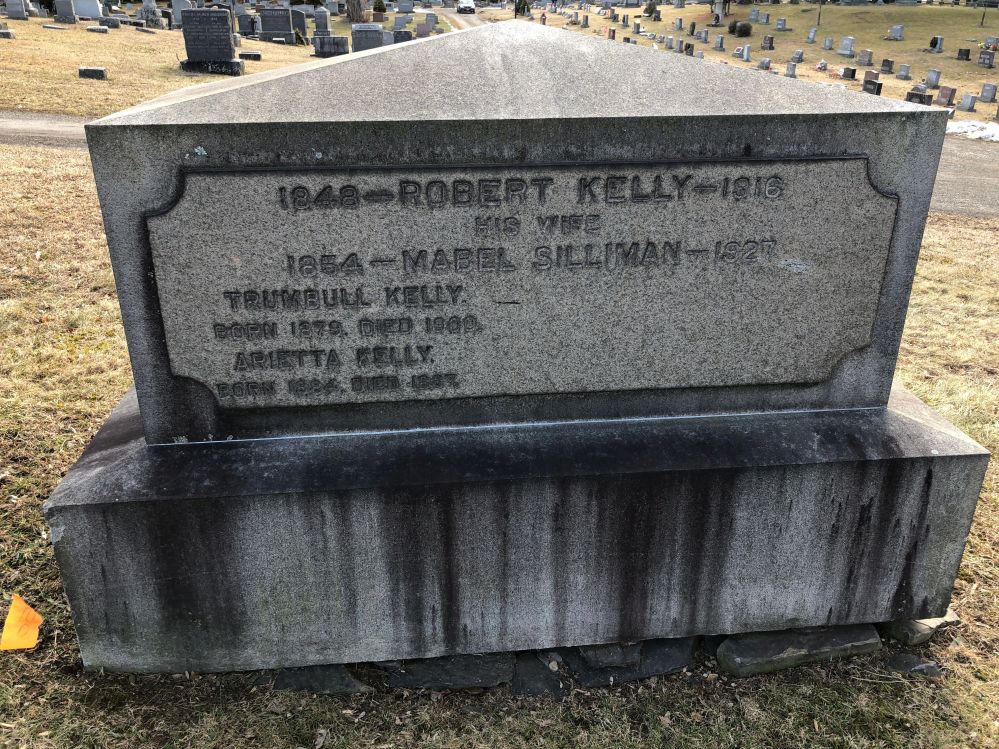 1848—ROBERT KELLY—1916
HIS WIFE
1854—MABEL SILLIMAN—1927
TRUMBULL KELLY.
BORN 1879. DIED 1909.
ARIETTA KELLY.
BORN 1884. DIED 1887.